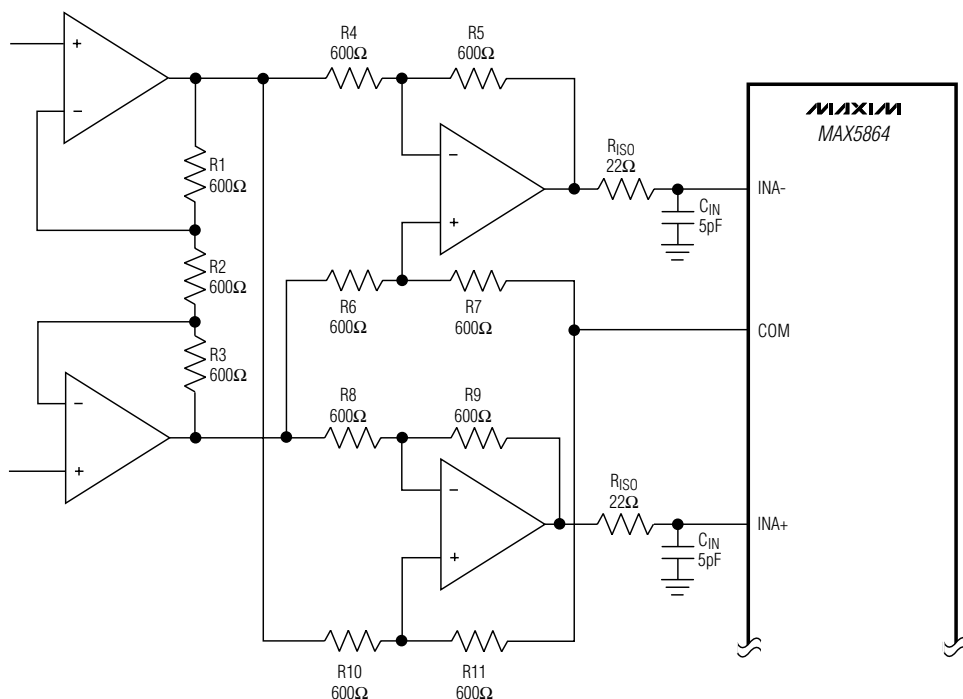 R4
600Ω
R5
600Ω
+
−
MAXIM
MAX5864
R1
600Ω
−
+
RISO
22Ω
INA-
CIN
5pF
R2
600Ω
R6
600Ω
R7
600Ω
COM
R3
600Ω
R8
600Ω
R9
600Ω
−
+
−
+
RISO
22Ω
INA+
CIN
5pF
R10
600Ω
R11
600Ω